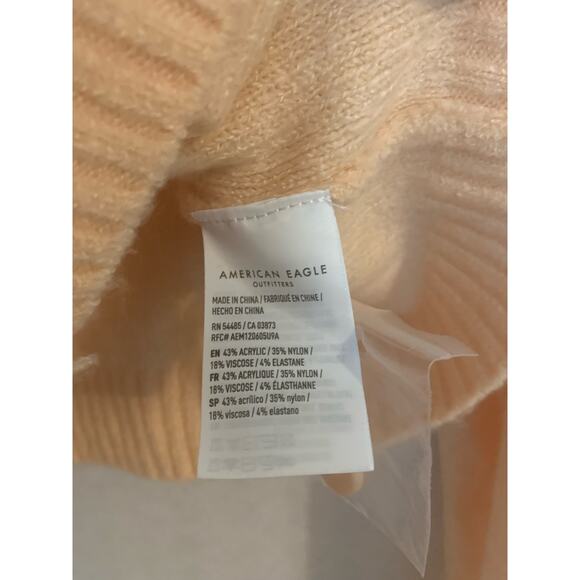 AMERICAN EAGLE
OUTFITTERS
MADE IN CHINA / FABRIQUÉ EN CHINE /
HECHO EN CHINA
RN 54485 / CA 03873
RFC# AEM120605U9A
EN 43% ACRYLIC / 35% NYLON /
18% VISCOSE / 4% ELASTANE
FR 43% ACRYLIQUE / 35% NYLON /
18% VISCOSE / 4% ÉLASTHANNE
SP 43% acrílico / 35% nylon /
18% viscosa / 4% elastano